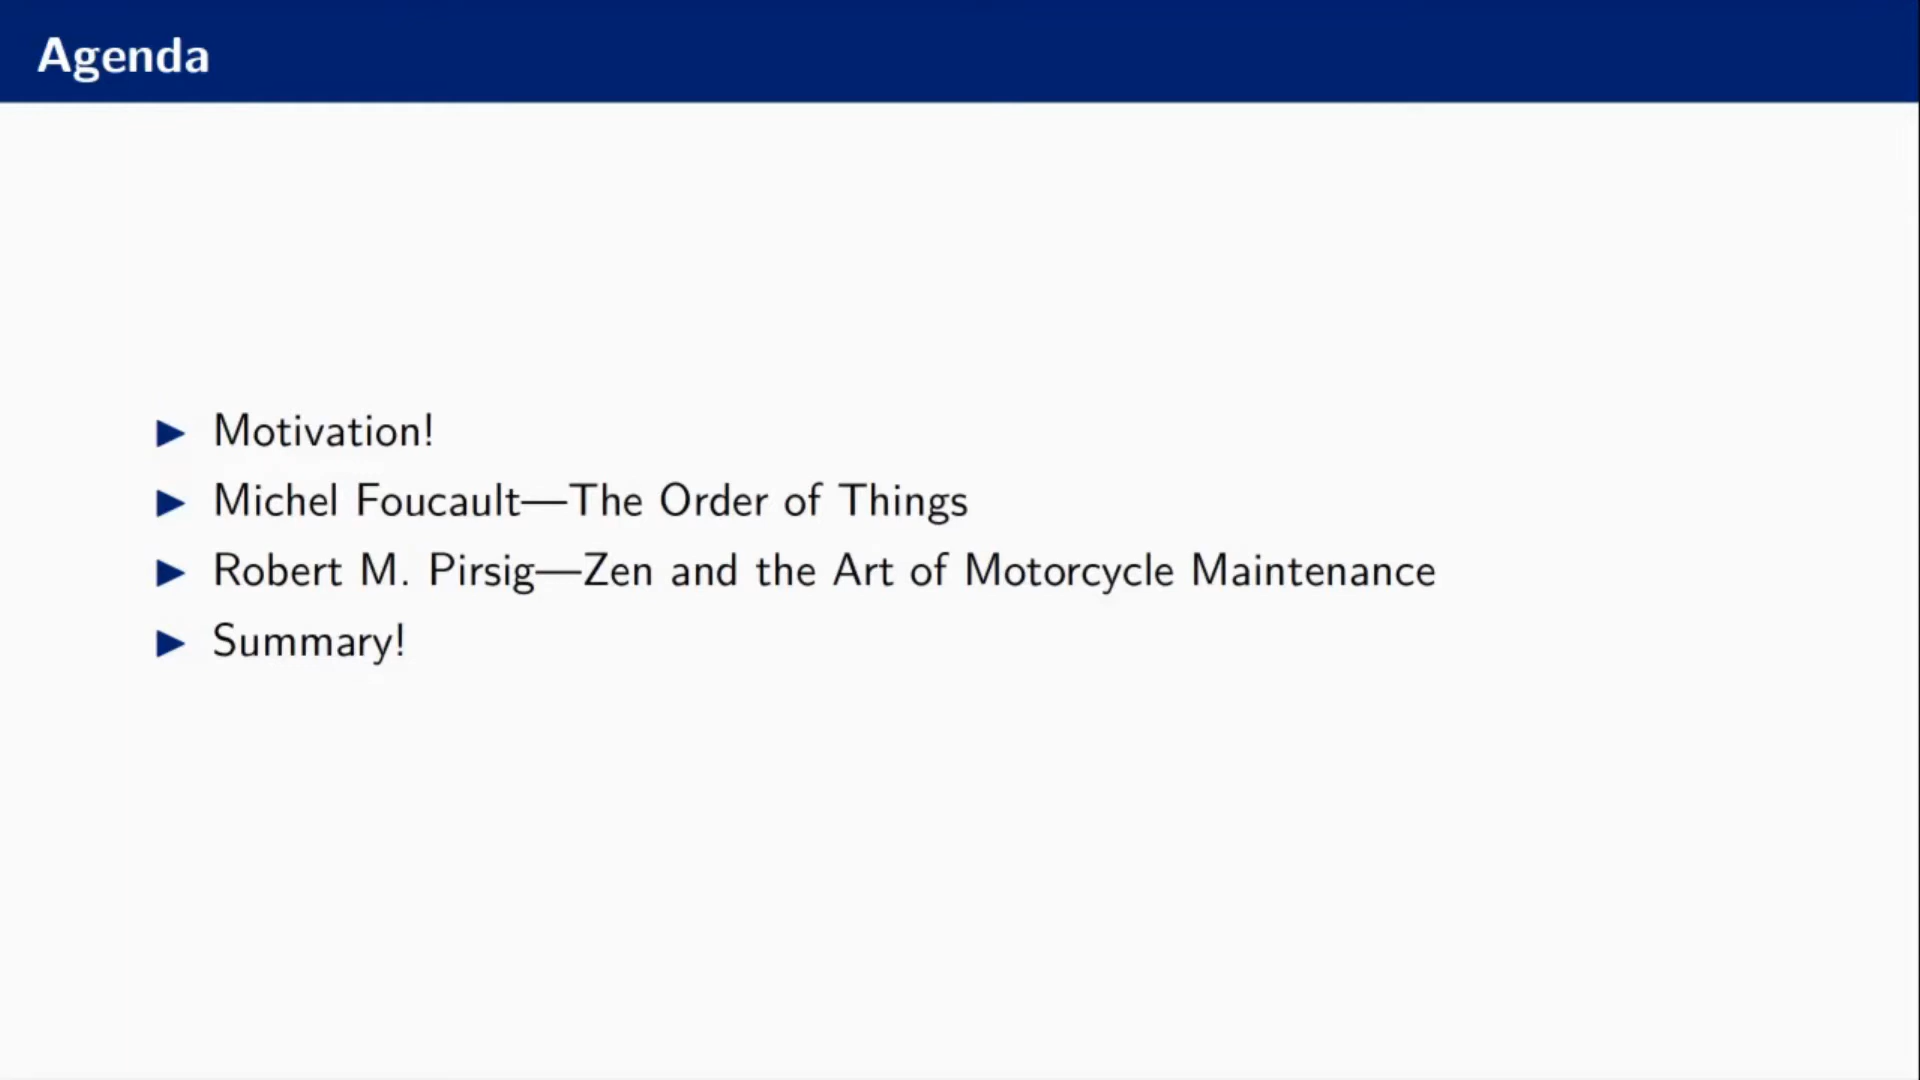 Agenda
Motivation!
Michel Foucault—The Order of Things
Robert M. Pirsig—Zen and the Art of Motorcycle Maintenance
Summary!